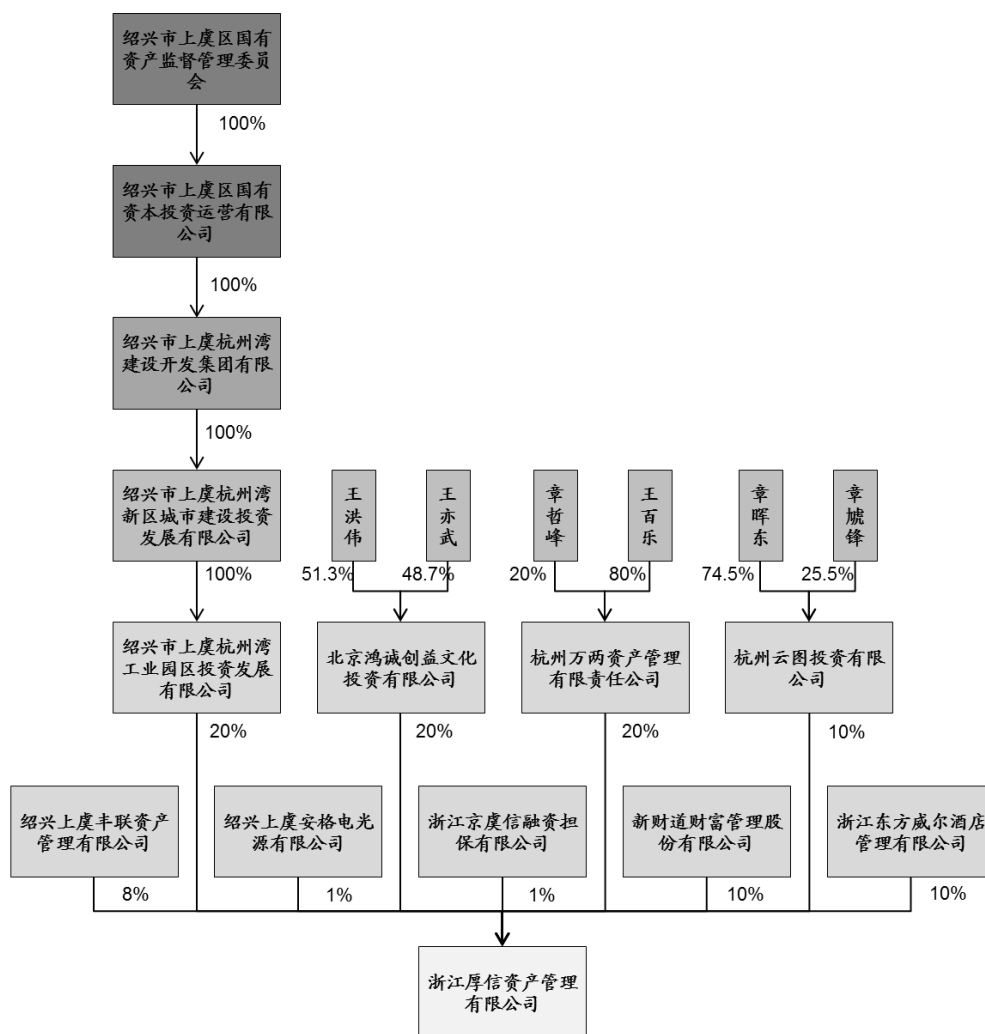 绍兴市上虞区国有
资产监督管理委员
会
100%
绍兴市上虞区国有
资本投资运营有限
公司
100%
绍兴市上虞杭州湾
建设开发集团有限
公司
100%
绍兴市上虞杭州湾
新区城市建设投资
发展有限公司
王洪伟
王亦武
章哲峰
王百乐
章晖东
章虓锋
100%
51.3%
48.7%
20%
80%
74.5%
25.5%
绍兴市上虞杭州湾
工业园区投资发展
有限公司
北京鸿诚创益文化
投资有限公司
杭州万两资产管理
有限责任公司
杭州云图投资有限
公司
20%
20%
20%
10%
绍兴上虞丰联资产
管理有限公司
绍兴上虞安格电光
源有限公司
浙江京虞信融资担
保有限公司
新财道财富管理股
份有限公司
浙江东方威尔酒店
管理有限公司
8%
1%
1%
10%
10%
浙江厚信资产管理
有限公司